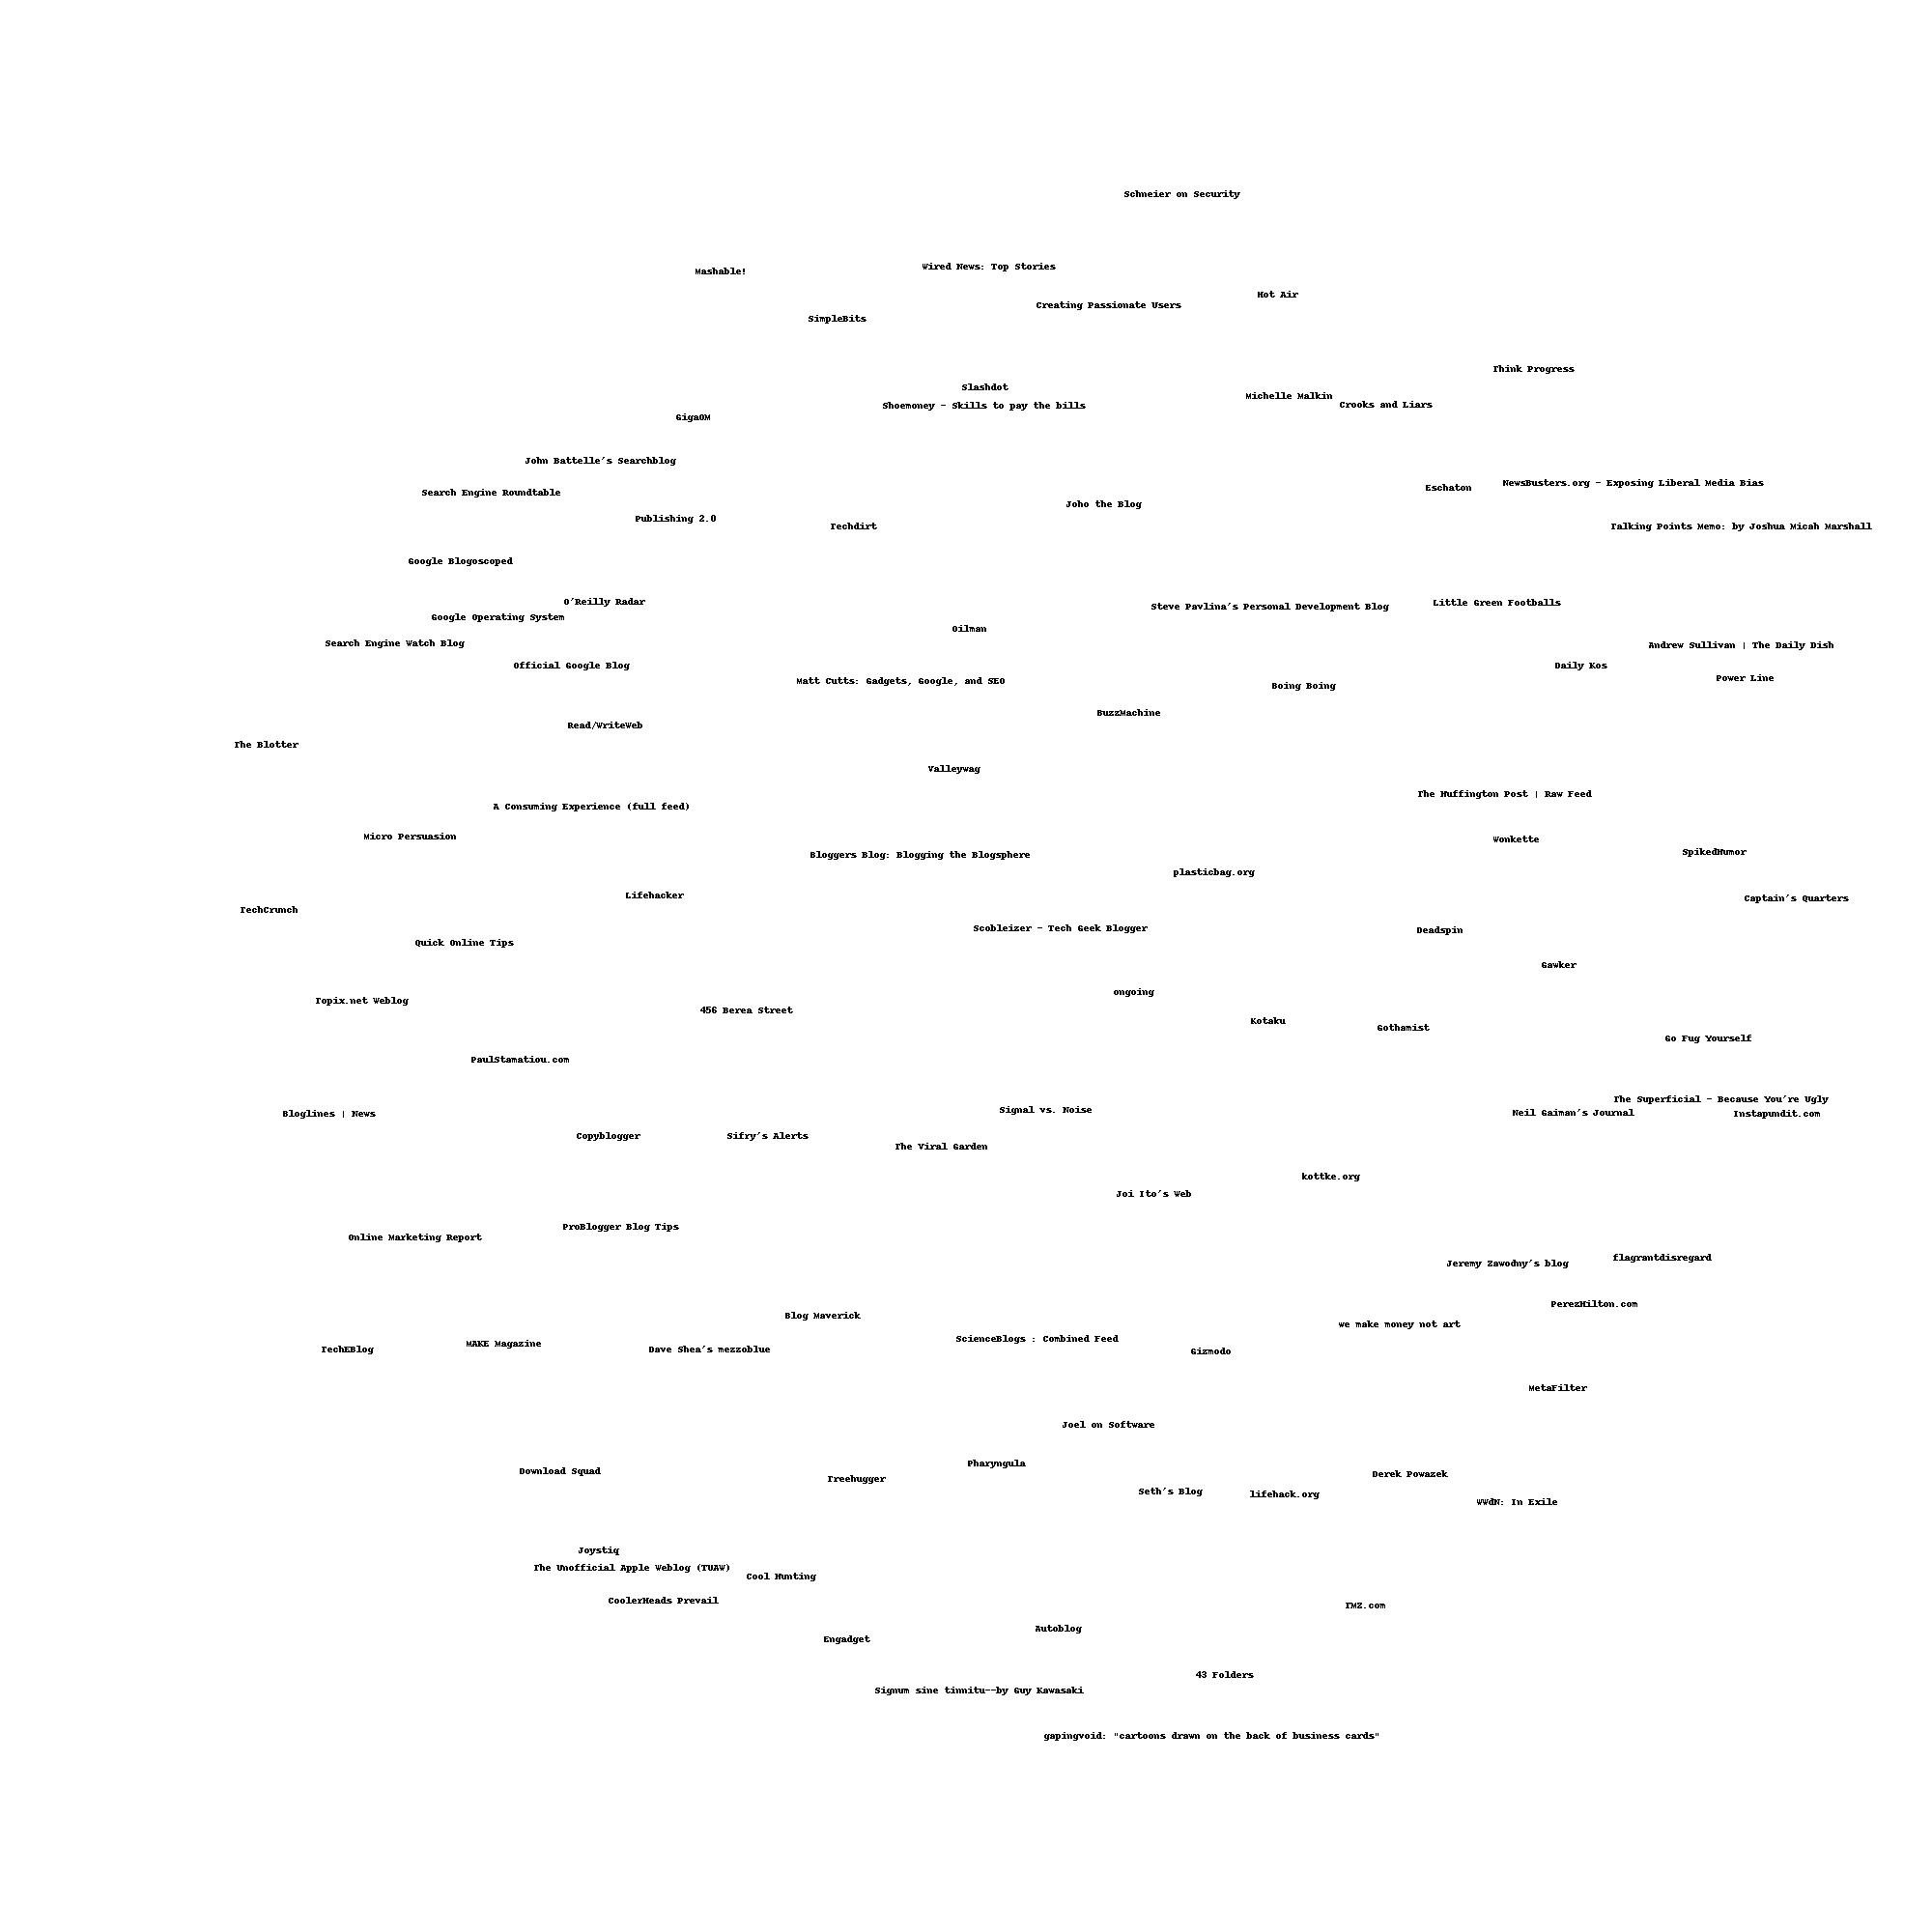 Schneier on Security
Wired News: Top Stories
Mashable!
Hot Air
Creating Passionate Users
SimpleBits
Think Progress
Slashdot
Michelle Malkin
Crooks and Liars
Shoemoney - Skills to pay the bills
GigaOM
John Battelle's Searchblog
NewsBusters.org - Exposing Liberal Media Bias
Eschaton
Search Engine Roundtable
Joho the Blog
Publishing 2.0
Techdirt
Talking Points Memo: by Joshua Micah Marshall
Google Blogoscoped
O'Reilly Radar
Little Green Footballs
Steve Pavlina's Personal Development Blog
Google Operating System
Oilman
Search Engine Watch Blog
Andrew Sullivan | The Daily Dish
Official Google Blog
Daily Kos
Power Line
Matt Cutts: Gadgets, Google, and SEO
Boing Boing
BuzzMachine
Read/WriteWeb
The Blotter
Valleywag
The Huffington Post | Raw Feed
A Consuming Experience (full feed)
Micro Persuasion
Wonkette
SpikedHumor
Bloggers Blog: Blogging the Blogsphere
plasticbag.org
Lifehacker
Captain's Quarters
TechCrunch
Scobleizer - Tech Geek Blogger
Deadspin
Quick Online Tips
Gawker
ongoing
Topix.net Weblog
456 Berea Street
Kotaku
Gothamist
Go Fug Yourself
PaulStamatiou.com
The Superficial - Because You're Ugly
Signal vs. Noise
Neil Gaiman's Journal
Instapundit.com
Bloglines | News
Copyblogger
Sifry's Alerts
The Viral Garden
kottke.org
Joi Ito's Web
ProBlogger Blog Tips
Online Marketing Report
flagrantdisregard
Jeremy Zawodny's blog
PerezHilton.com
Blog Maverick
we make money not art
ScienceBlogs : Combined Feed
MAKE Magazine
TechEBlog
Dave Shea's mezzoblue
Gizmodo
MetaFilter
Joel on Software
Pharyngula
Download Squad
Treehugger
Derek Powazek
Seth's Blog
lifehack.org
WWdN: In Exile
Joystiq
The Unofficial Apple Weblog (TUAW)
Cool Hunting
CoolerHeads Prevail
TMZ.com
Autoblog
Engadget
43 Folders
Signum sine tinnitu--by Guy Kawasaki
gapingvoid: "cartoons drawn on the back of business cards"